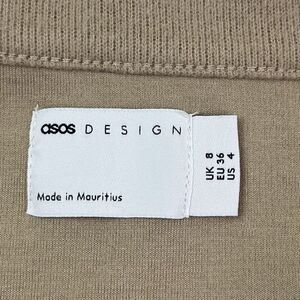 asos DESIGN
Made in Mauritius
UK 8
EU 36
US 4